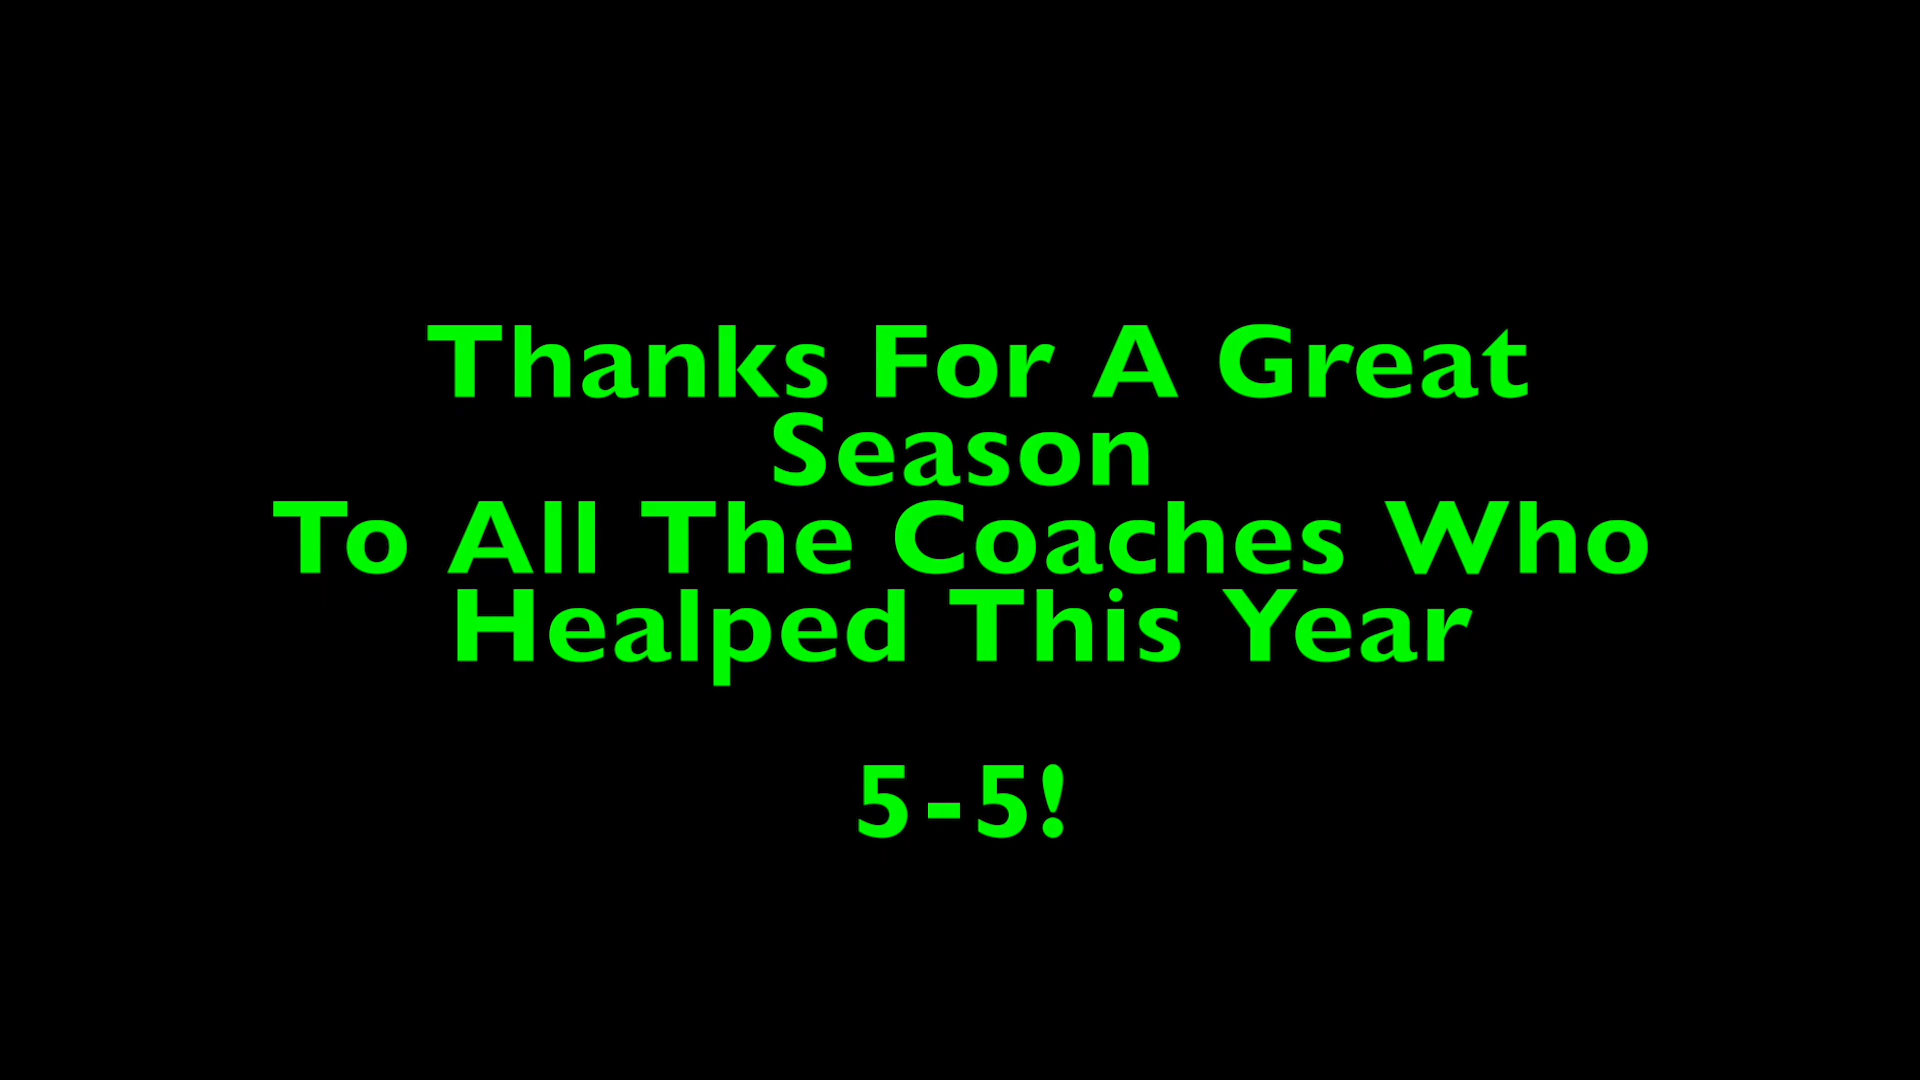 Thanks For A Great
Season
To All The Coaches Who
Healped This Year
5-5!